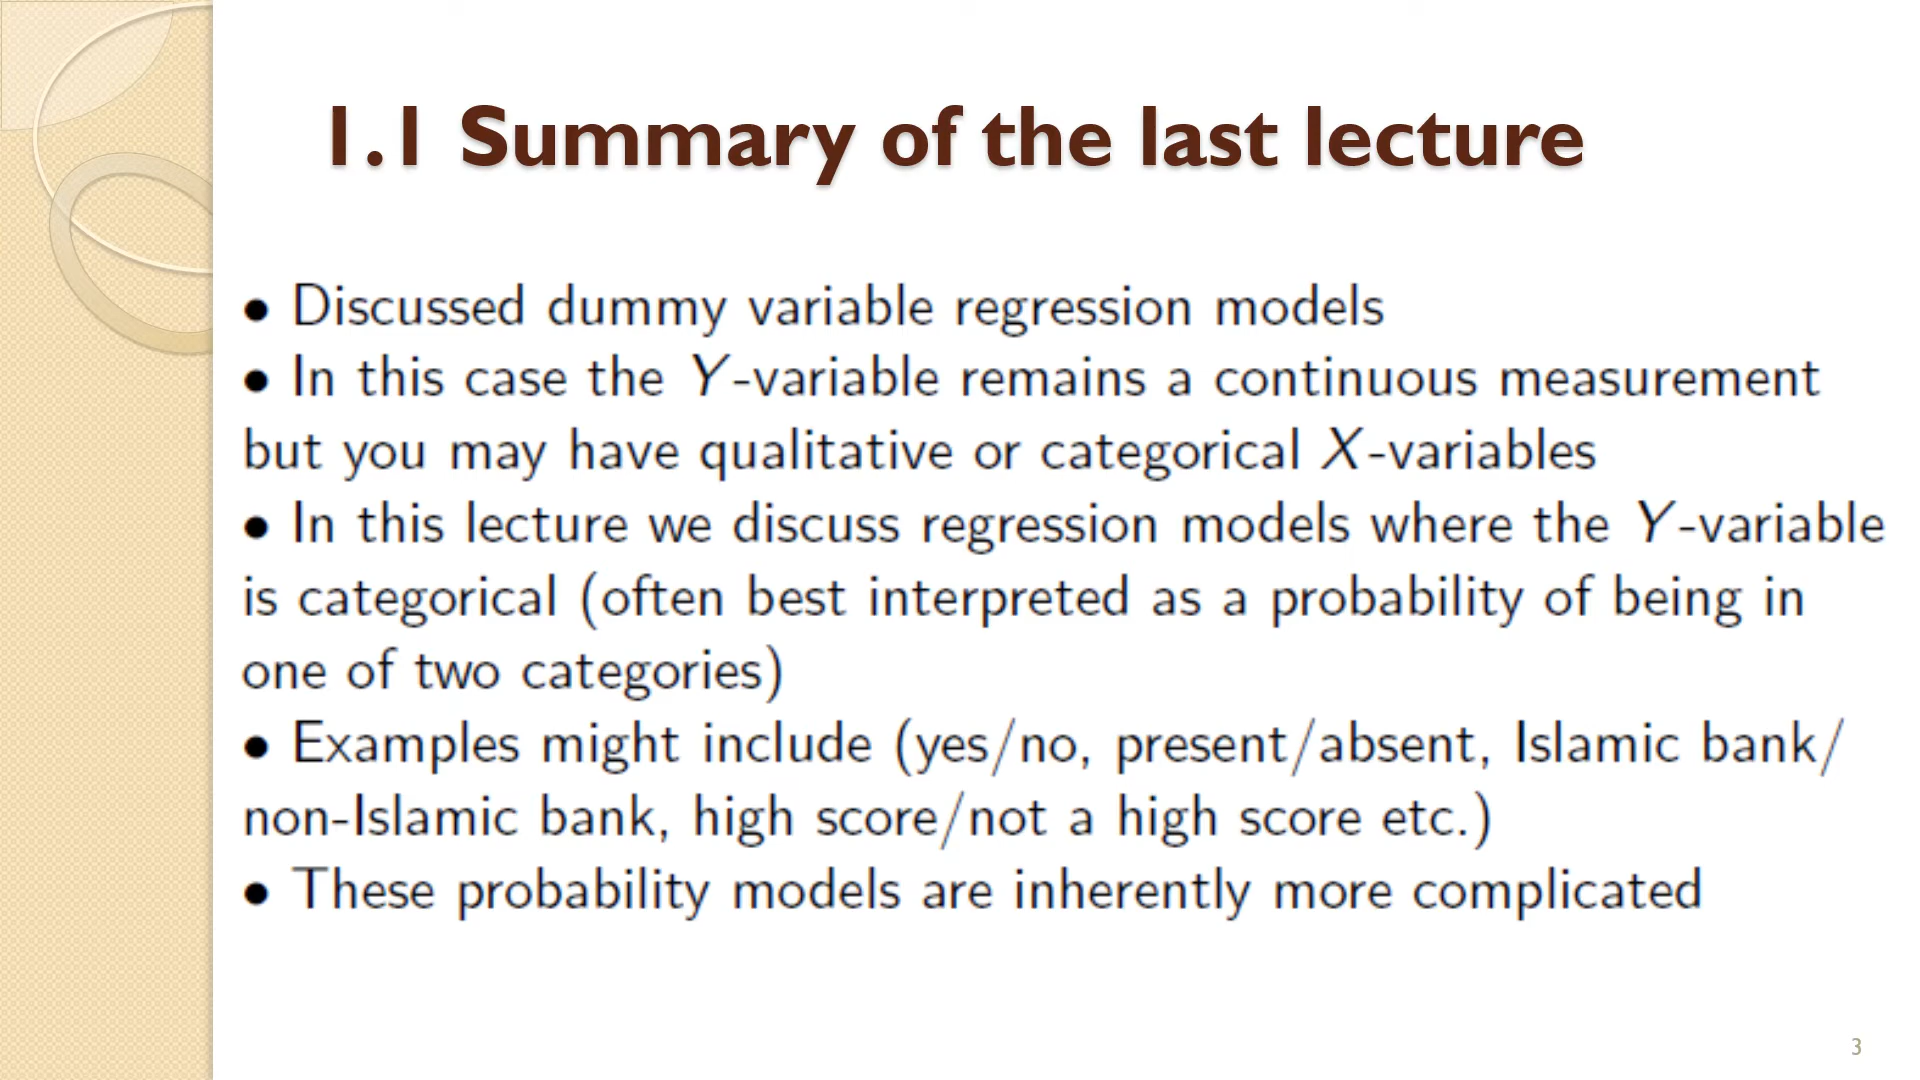 1.1 Summary of the last lecture
• Discussed dummy variable regression models
• In this case the Y-variable remains a continuous measurement
but you may have qualitative or categorical X-variables
• In this lecture we discuss regression models where the Y-variable
is categorical (often best interpreted as a probability of being in
one of two categories)
• Examples might include (yes/no, present/absent, Islamic bank/
non-Islamic bank, high score/not a high score etc.)
• These probability models are inherently more complicated
3